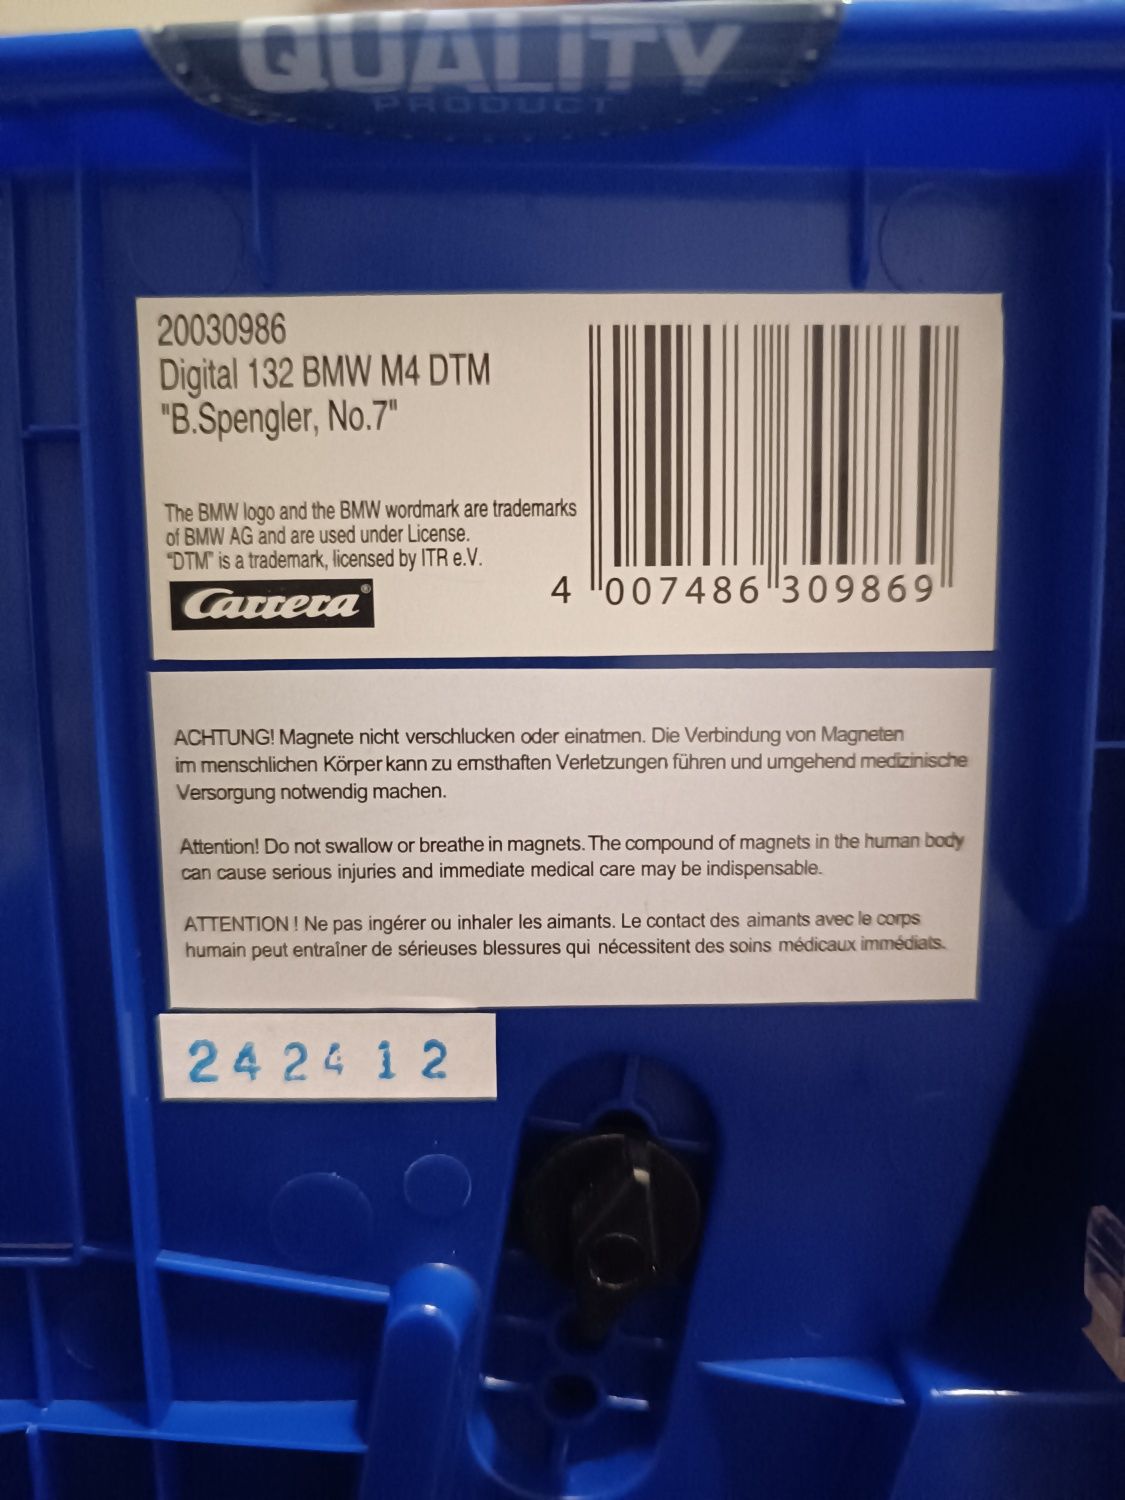 QUALITY
PRODUCT
20030986
Digital 132 BMW M4 DTM
"B.Spengler, No.7"
The BMW logo and the BMW wordmark are trademarks
of BMW AG and are used under License.
"DTM" is a trademark, licensed by ITR e.V.
Carrera®
4 007486 309869
ACHTUNG! Magnete nicht verschlucken oder einatmen. Die Verbindung von Magneten
im menschlichen Körper kann zu ernsthaften Verletzungen führen und umgehend medizinische
Versorgung notwendig machen.
Attention! Do not swallow or breathe in magnets. The compound of magnets in the human body
can cause serious injuries and immediate medical care may be indispensable.
ATTENTION ! Ne pas ingérer ou inhaler les aimants. Le contact des aimants avec le corps
humain peut entraîner de sérieuses blessures qui nécessitent des soins médicaux immédiats.
242412